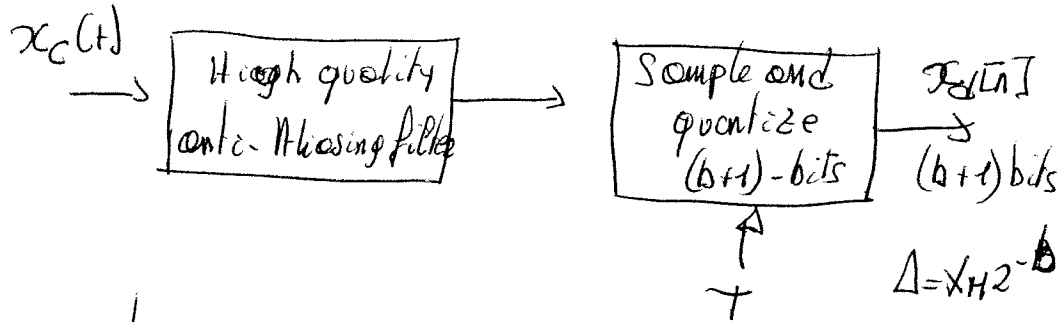 x_c(t)
High quality
anti-Aliasing filter
Sample and
quantize
(b+1)-bits
x_d[n]
(b+1) bits
T
Δ=X_M 2^-b